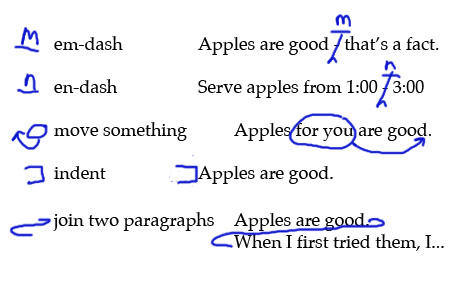 m
M em-dash Apples are good - that's a fact.
n
n en-dash Serve apples from 1:00 - 3:00
move something Apples for you are good.
indent Apples are good.
join two paragraphs Apples are good.
When I first tried them, I...